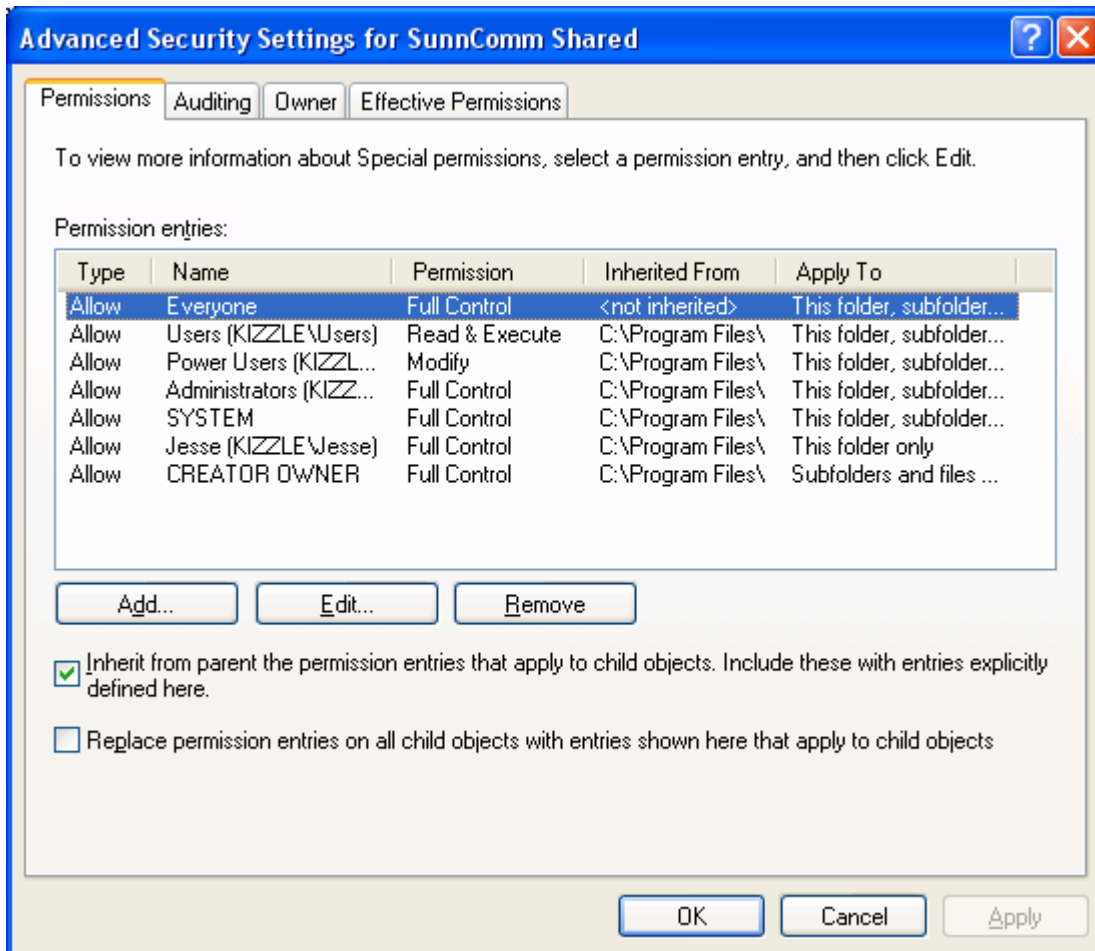 Advanced Security Settings for SunnComm Shared
Permissions Auditing Owner Effective Permissions
To view more information about Special permissions, select a permission entry, and then click Edit.
Permission entries:
Type Name Permission Inherited From Apply To
Allow Everyone Full Control <not inherited> This folder, subfolder...
Allow Users (KIZZLE\Users) Read & Execute C:\Program Files\ This folder, subfolder...
Allow Power Users (KIZZL... Modify C:\Program Files\ This folder, subfolder...
Allow Administrators (KIZZ... Full Control C:\Program Files\ This folder, subfolder...
Allow SYSTEM Full Control C:\Program Files\ This folder, subfolder...
Allow Jesse (KIZZLE\Jesse) Full Control C:\Program Files\ This folder only
Allow CREATOR OWNER Full Control C:\Program Files\ Subfolders and files ...
Add... Edit... Remove
Inherit from parent the permission entries that apply to child objects. Include these with entries explicitly
defined here.
Replace permission entries on all child objects with entries shown here that apply to child objects
OK Cancel Apply